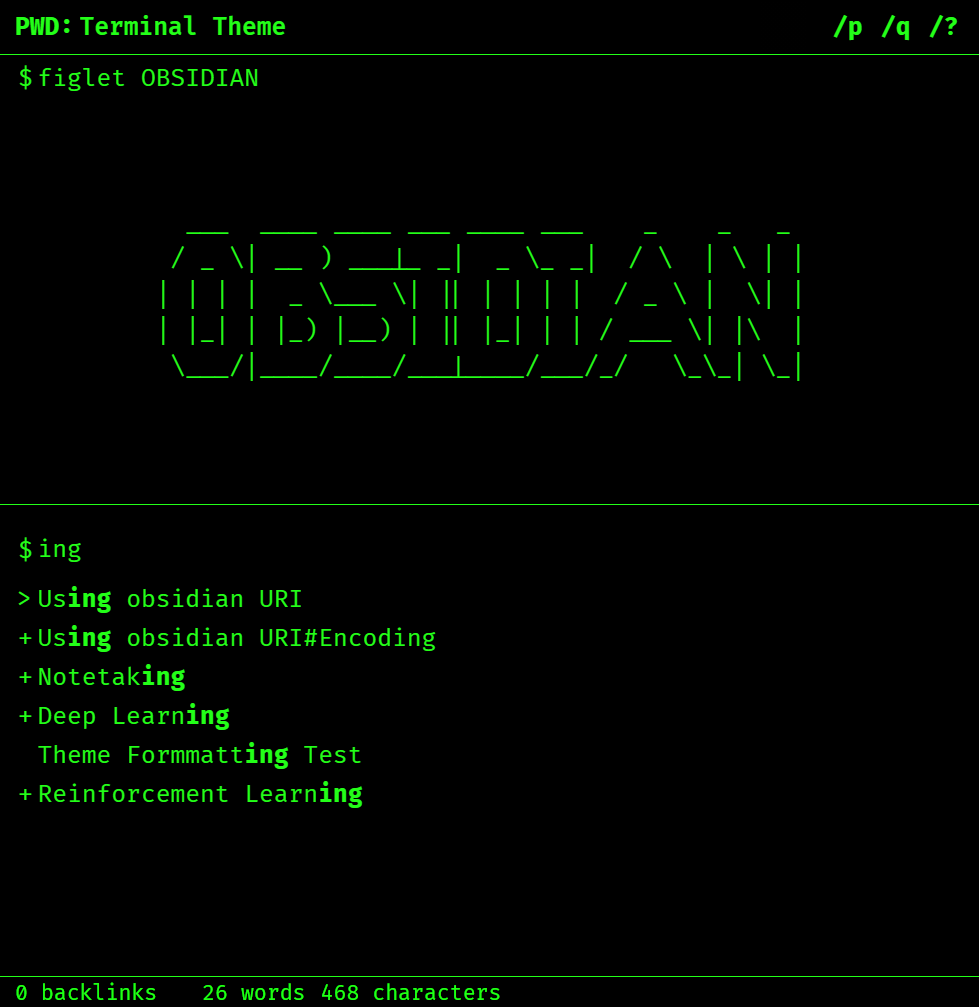 PWD: Terminal Theme /p /q /?
$ figlet OBSIDIAN
  ___  ____ ____ ___ ____ ___    _    _   _
 / _ \| __ ) ___|_ _|  _ \_ _|  / \  | \ | |
| | | |  _ \___ \| || | | | |  / _ \ |  \| |
| |_| | |_) |__) | || |_| | | / ___ \| |\  |
 \___/|____/____/___|____/___/_/   \_\_| \_|
$ ing
> Using obsidian URI
+ Using obsidian URI#Encoding
+ Notetaking
+ Deep Learning
Theme Formmatting Test
+ Reinforcement Learning
0 backlinks 26 words 468 characters